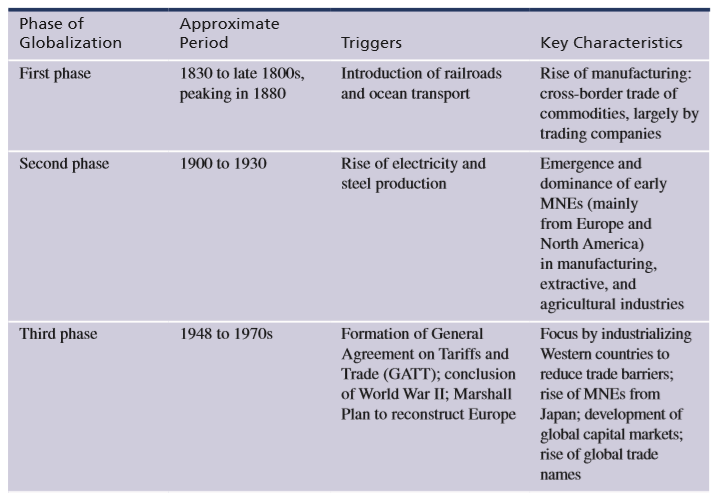 Phase of Globalization
Approximate Period
Triggers
Key Characteristics
First phase
1830 to late 1800s,
peaking in 1880
Introduction of railroads
and ocean transport
Rise of manufacturing:
cross-border trade of
commodities, largely by
trading companies
Second phase
1900 to 1930
Rise of electricity and
steel production
Emergence and
dominance of early
MNEs (mainly
from Europe and
North America)
in manufacturing,
extractive, and
agricultural industries
Third phase
1948 to 1970s
Formation of General
Agreement on Tariffs and
Trade (GATT); conclusion
of World War II; Marshall
Plan to reconstruct Europe
Focus by industrializing
Western countries to
reduce trade barriers;
rise of MNEs from
Japan; development of
global capital markets;
rise of global trade
names